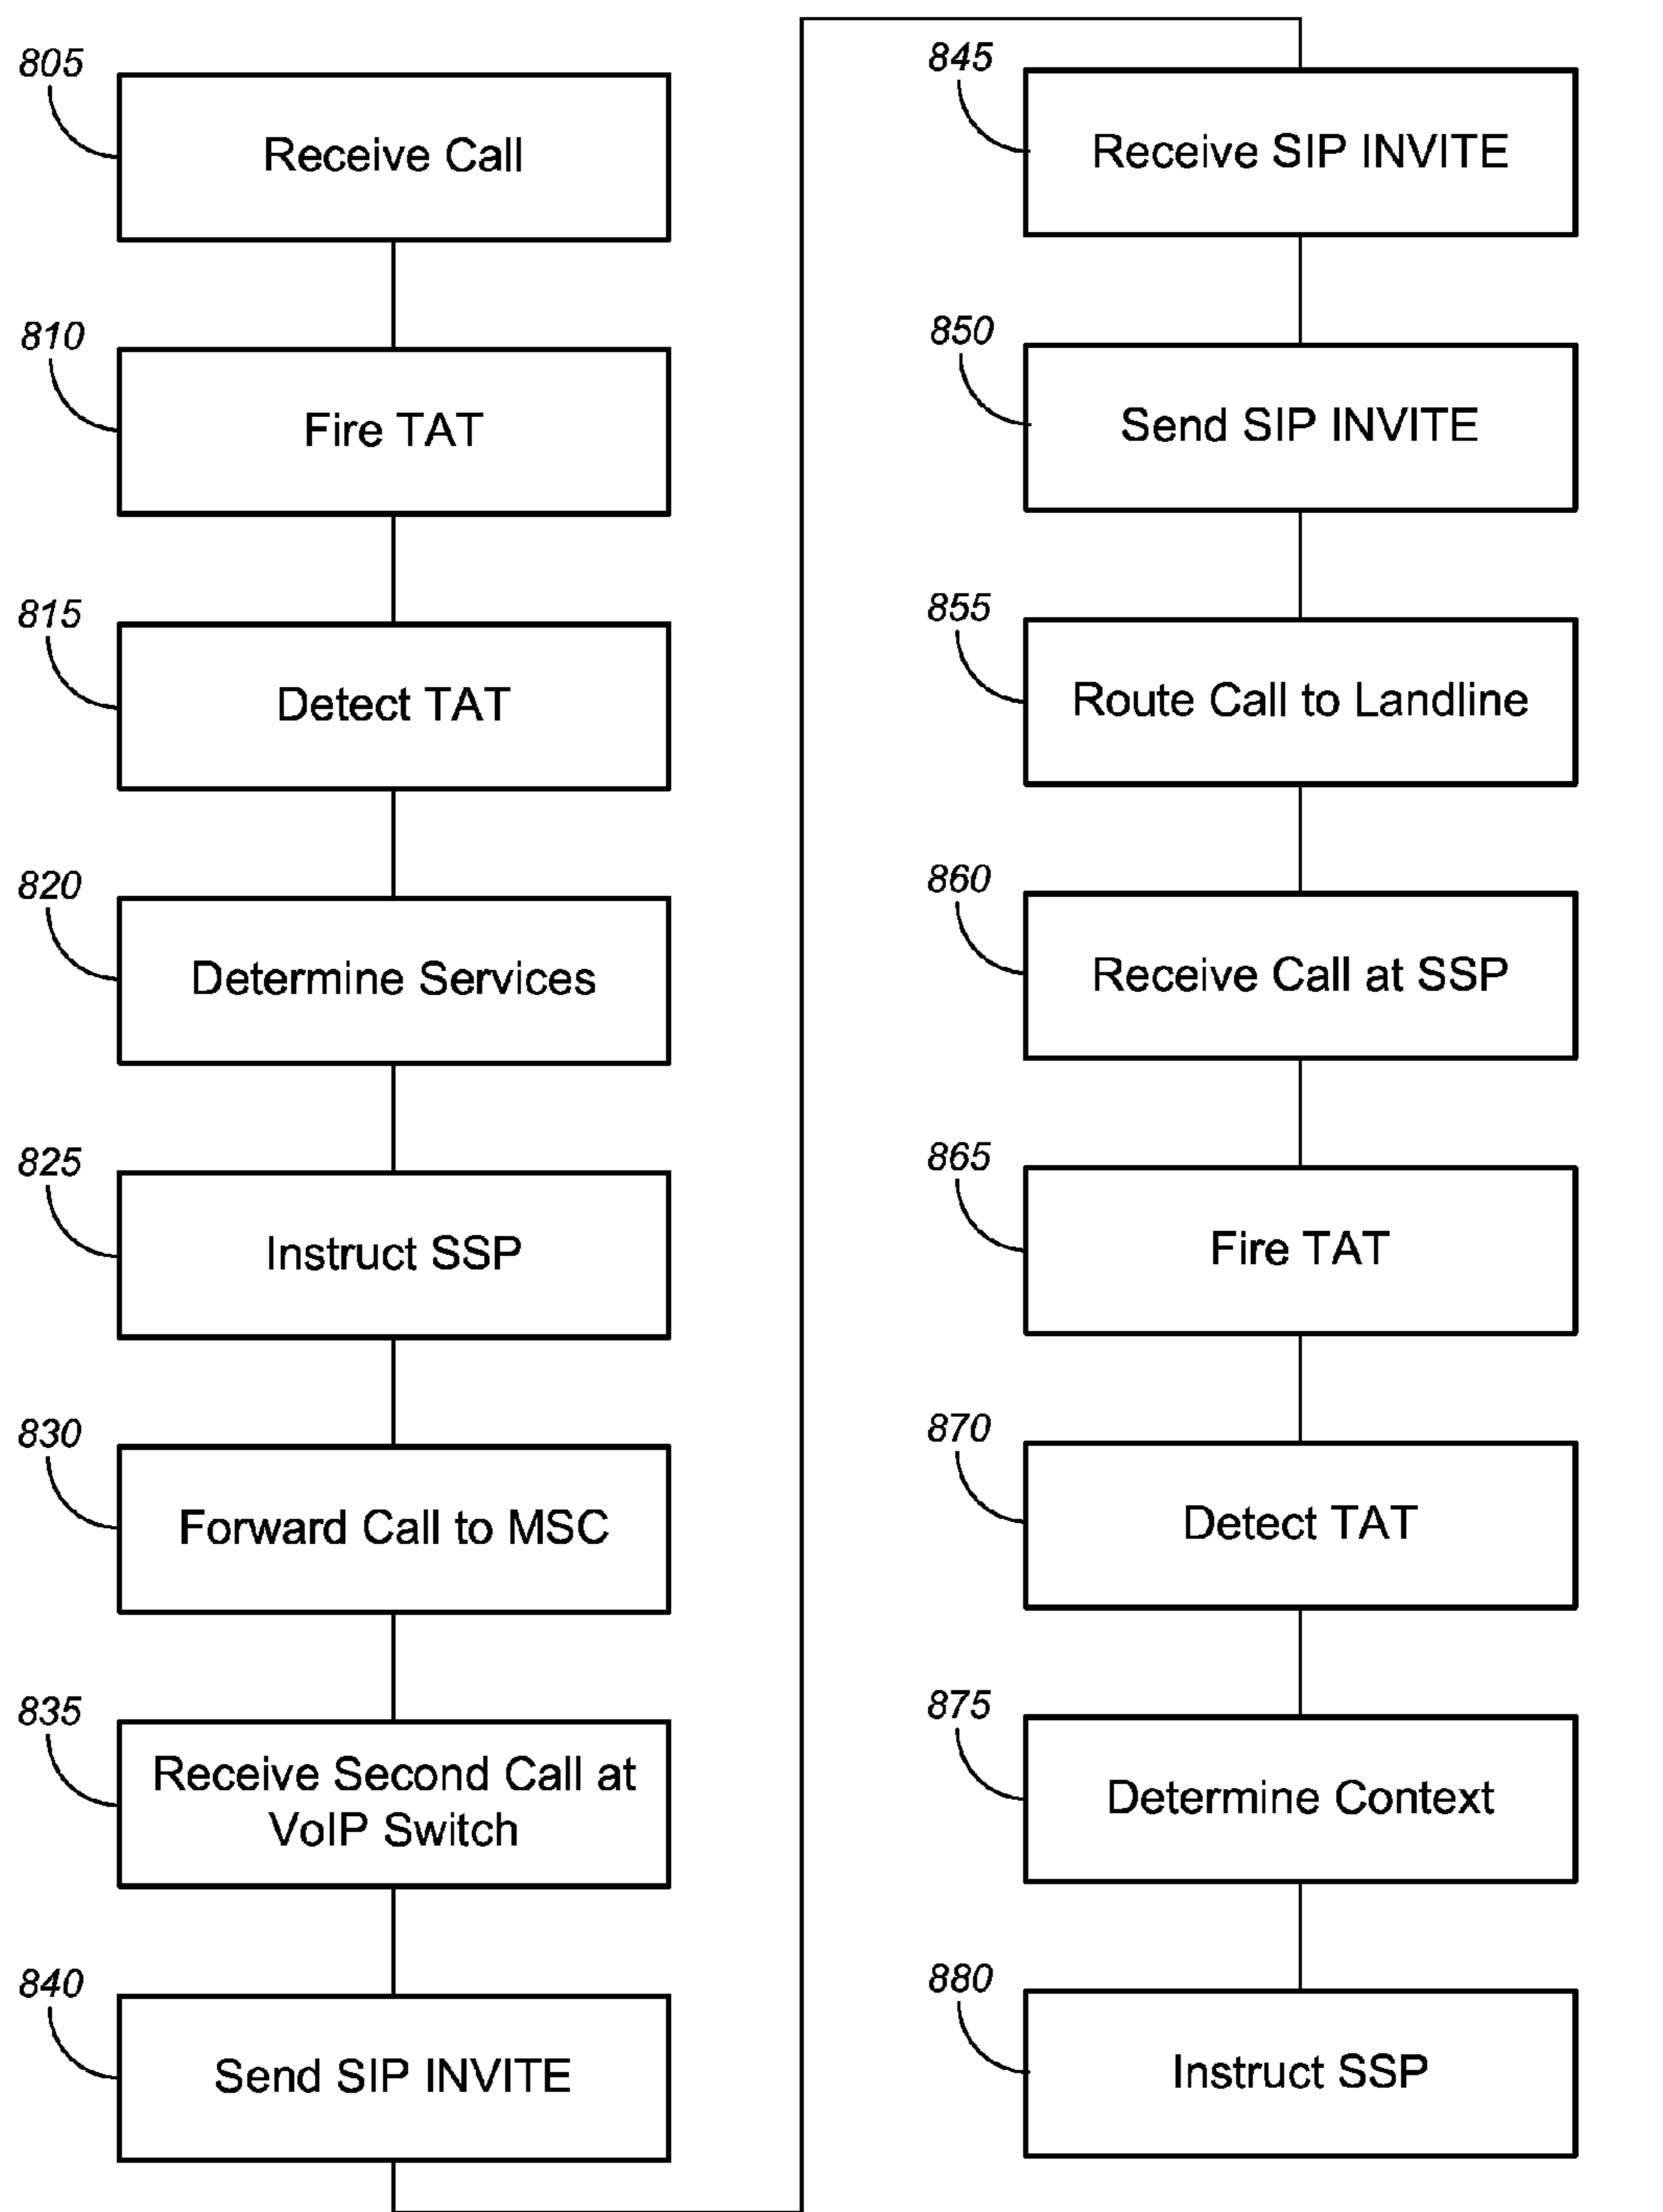 805
Receive Call
810
Fire TAT
815
Detect TAT
820
Determine Services
825
Instruct SSP
830
Forward Call to MSC
835
Receive Second Call at
VoIP Switch
840
Send SIP INVITE
845
Receive SIP INVITE
850
Send SIP INVITE
855
Route Call to Landline
860
Receive Call at SSP
865
Fire TAT
870
Detect TAT
875
Determine Context
880
Instruct SSP